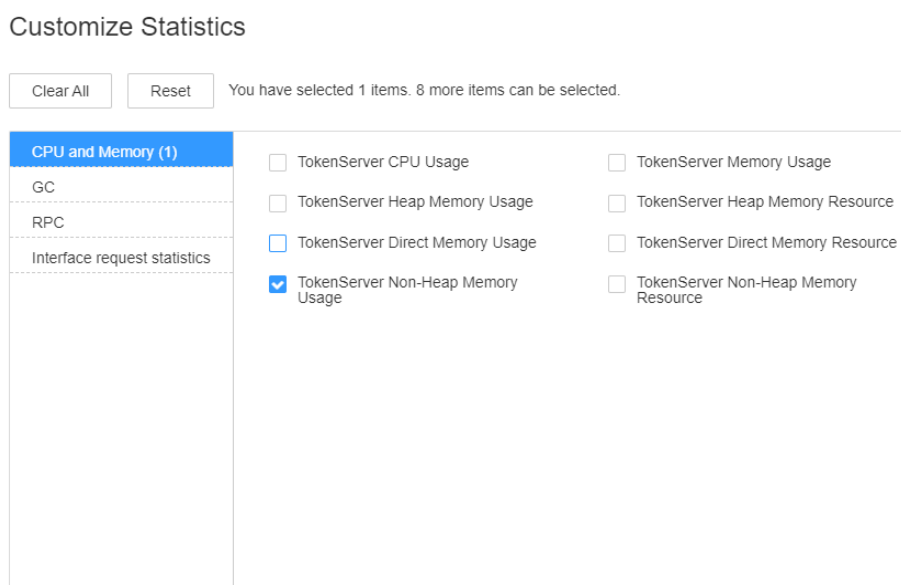 Customize Statistics
Clear All
Reset
You have selected 1 items. 8 more items can be selected.
CPU and Memory (1)
GC
RPC
Interface request statistics
TokenServer CPU Usage
TokenServer Memory Usage
TokenServer Heap Memory Usage
TokenServer Heap Memory Resource
TokenServer Direct Memory Usage
TokenServer Direct Memory Resource
TokenServer Non-Heap Memory
Usage
TokenServer Non-Heap Memory
Resource